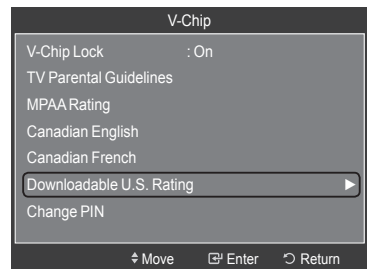 V-Chip
V-Chip Lock : On
TV Parental Guidelines
MPAA Rating
Canadian English
Canadian French
Downloadable U.S. Rating
Change PIN
Move Enter Return